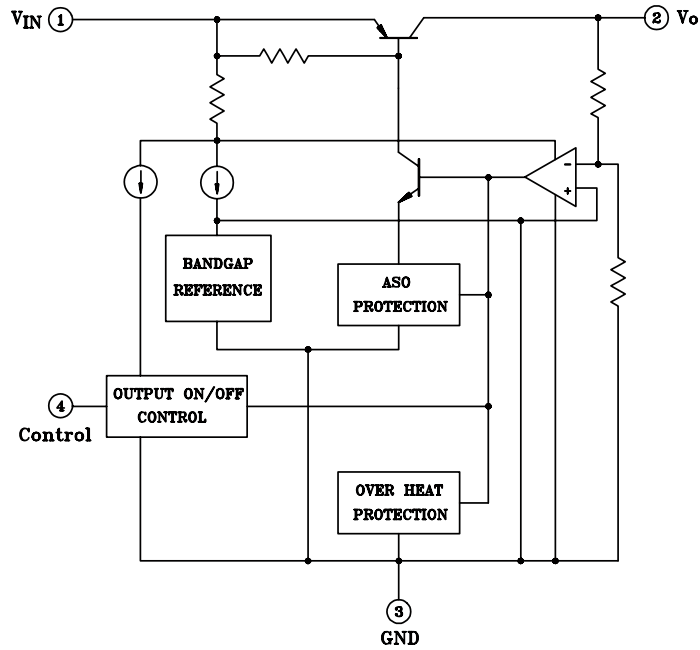 VIN 1
2 Vo
-
+
BANDGAP
REFERENCE
ASO
PROTECTION
4
Control
OUTPUT ON/OFF
CONTROL
OVER HEAT
PROTECTION
3
GND